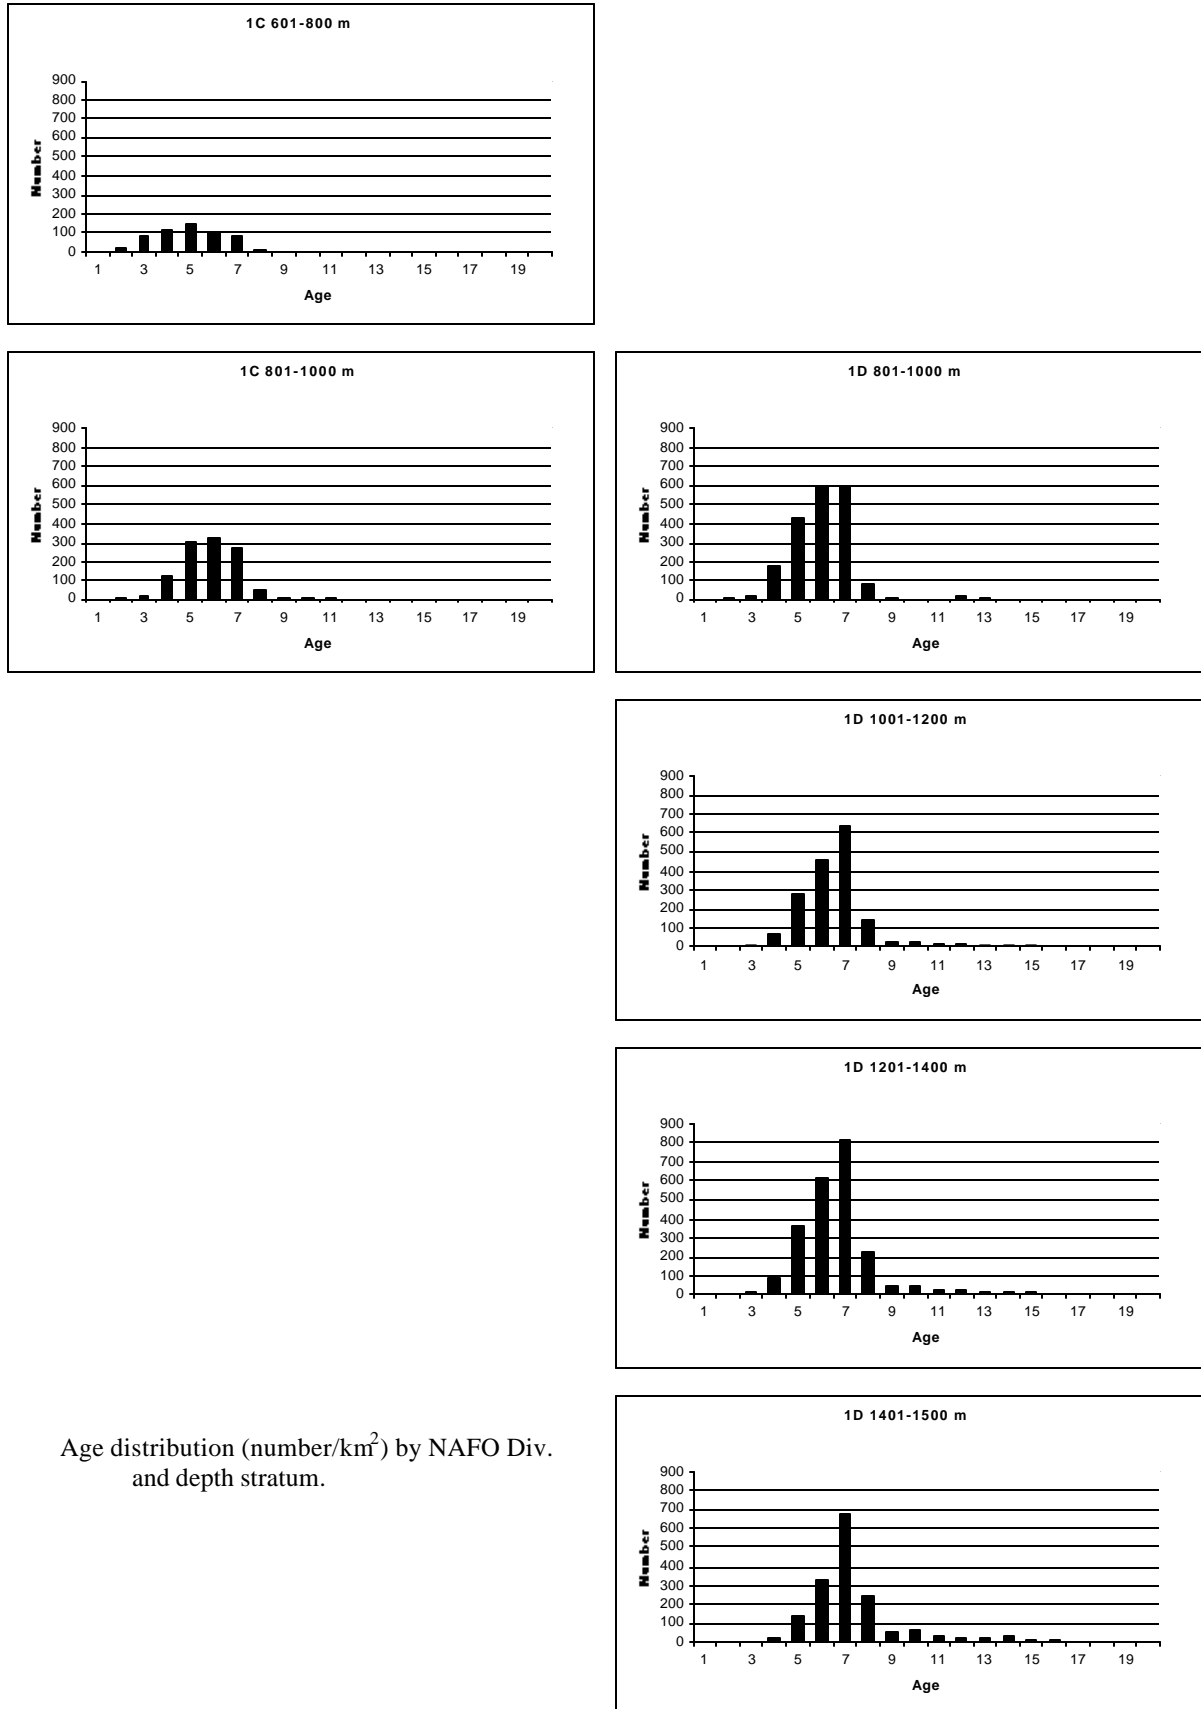 1C 601-800 m
900
800
700
600
500
400
300
200
100
0
Number
1 3 5 7 9 11 13 15 17 19
Age
1C 801-1000 m
900
800
700
600
500
400
300
200
100
0
Number
1 3 5 7 9 11 13 15 17 19
Age
1D 801-1000 m
900
800
700
600
500
400
300
200
100
0
Number
1 3 5 7 9 11 13 15 17 19
Age
1D 1001-1200 m
900
800
700
600
500
400
300
200
100
0
Number
1 3 5 7 9 11 13 15 17 19
Age
1D 1201-1400 m
900
800
700
600
500
400
300
200
100
0
Number
1 3 5 7 9 11 13 15 17 19
Age
Age distribution (number/km²) by NAFO Div.
and depth stratum.
1D 1401-1500 m
900
800
700
600
500
400
300
200
100
0
Number
1 3 5 7 9 11 13 15 17 19
Age